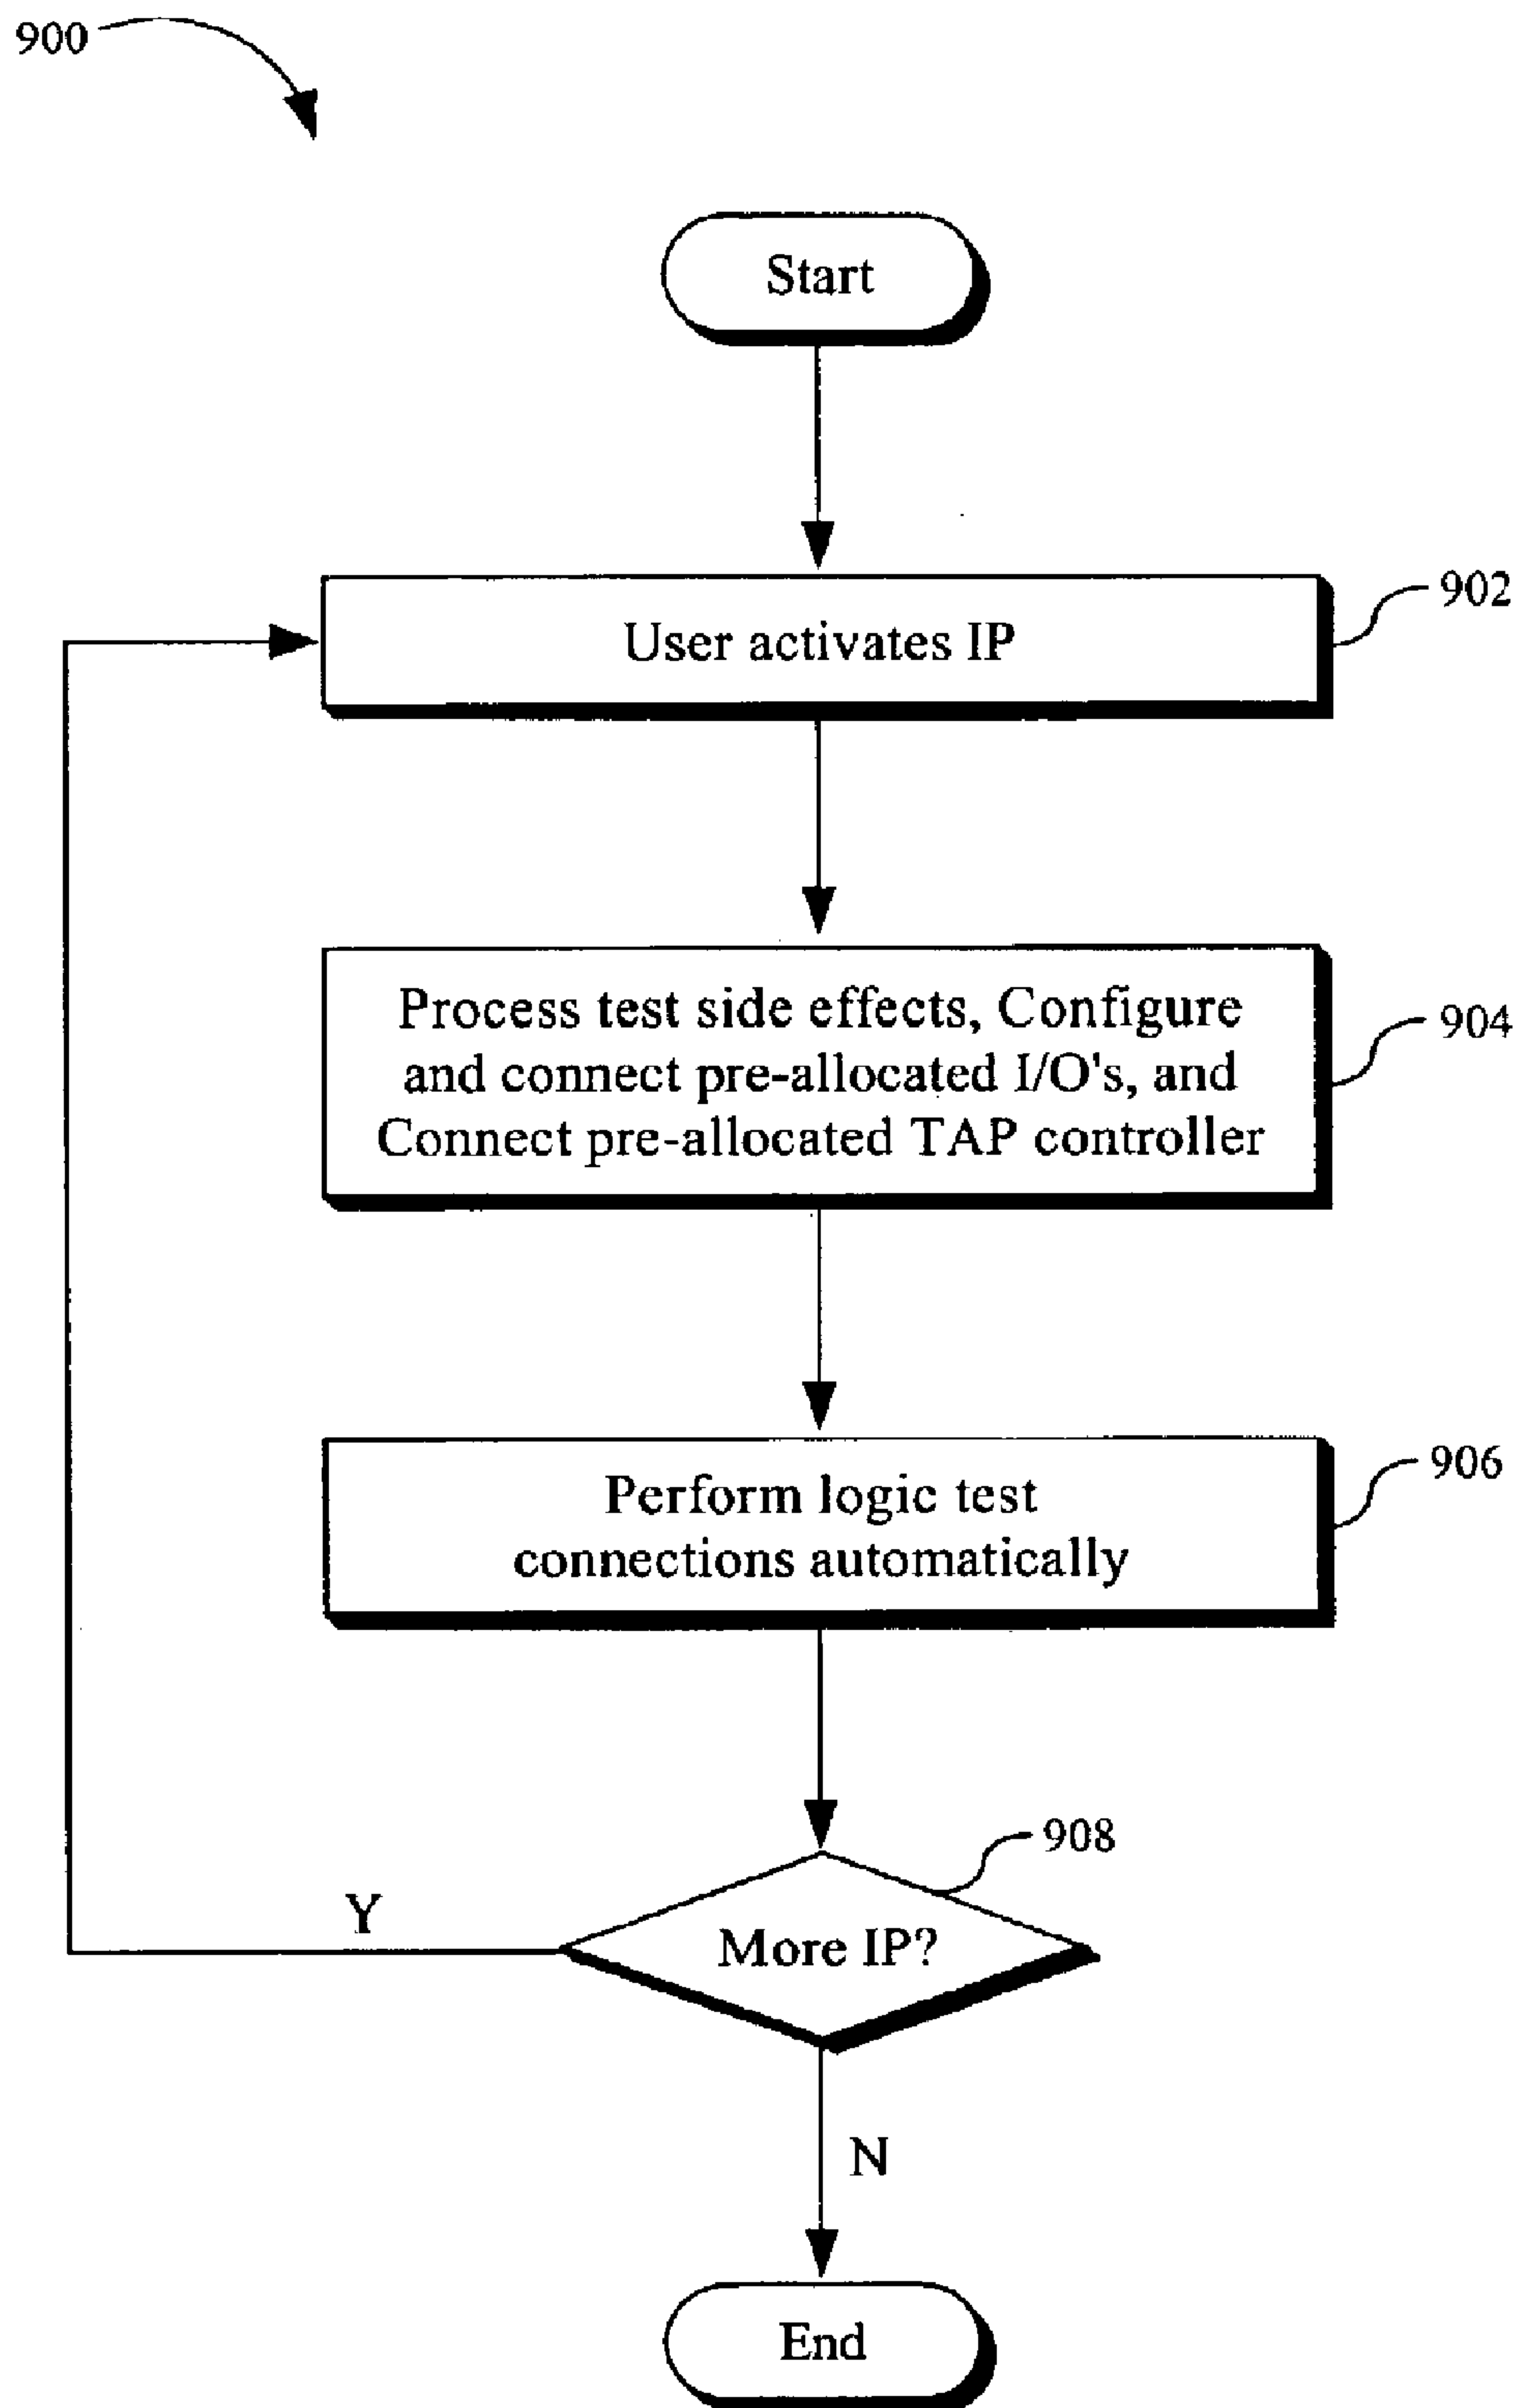 900
Start
User activates IP
902
Process test side effects, Configure
and connect pre-allocated I/O's, and
Connect pre-allocated TAP controller
904
Perform logic test
connections automatically
906
908
More IP?
Y
N
End